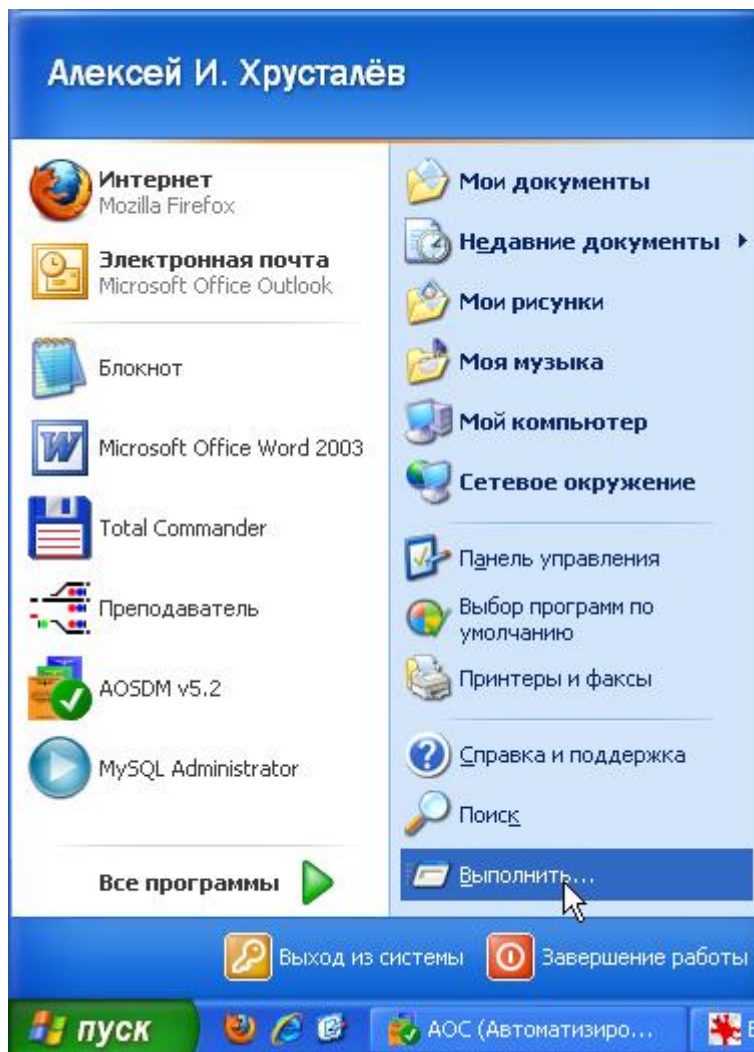 Алексей И. Хрусталёв
Интернет
Mozilla Firefox
Электронная почта
Microsoft Office Outlook
Блокнот
Microsoft Office Word 2003
Total Commander
Преподаватель
AOSDM v5.2
MySQL Administrator
Все программы
Мои документы
Недавние документы
Мои рисунки
Моя музыка
Мой компьютер
Сетевое окружение
Панель управления
Выбор программ по
умолчанию
Принтеры и факсы
Справка и поддержка
Поиск
Выполнить...
Выход из системы
Завершение работы
пуск
АОС (Автоматизиро...